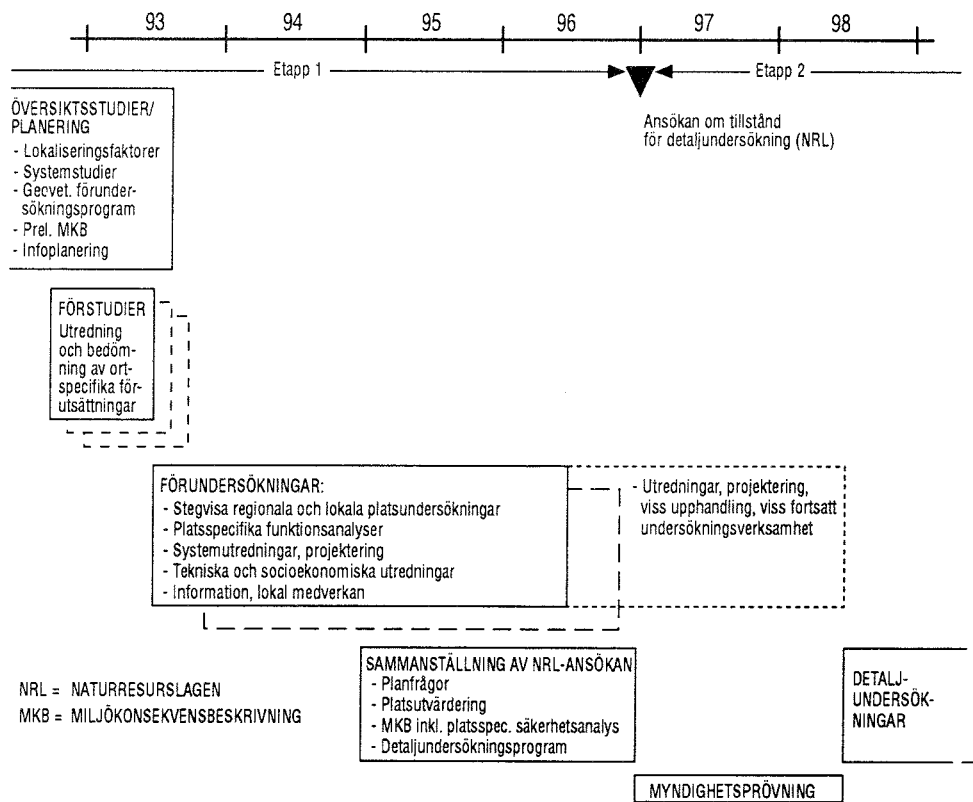 93 94 95 96 97 98
Etapp 1
Etapp 2
Ansökan om tillstånd
för detaljundersökning (NRL)
ÖVERSIKTSSTUDIER/
PLANERING
- Lokaliseringsfaktorer
- Systemstudier
- Geovet. förunder-
sökningsprogram
- Prel. MKB
- Infoplanering
FÖRSTUDIER
Utredning
och bedöm-
ning av ort-
specifika för-
utsättningar
FÖRUNDERSÖKNINGAR:
- Stegvisa regionala och lokala platsundersökningar
- Platsspecifika funktionsanalyser
- Systemutredningar, projektering
- Tekniska och socioekonomiska utredningar
- Information, lokal medverkan
- Utredningar, projektering,
viss upphandling, viss fortsatt
undersökningsverksamhet
NRL = NATURRESURSLAGEN
MKB = MILJÖKONSEKVENSBESKRIVNING
SAMMANSTÄLLNING AV NRL-ANSÖKAN
- Planfrågor
- Platsutvärdering
- MKB inkl. platsspec. säkerhetsanalys
- Detaljundersökningsprogram
DETALJ-
UNDERSÖK-
NINGAR
MYNDIGHETSPRÖVNING